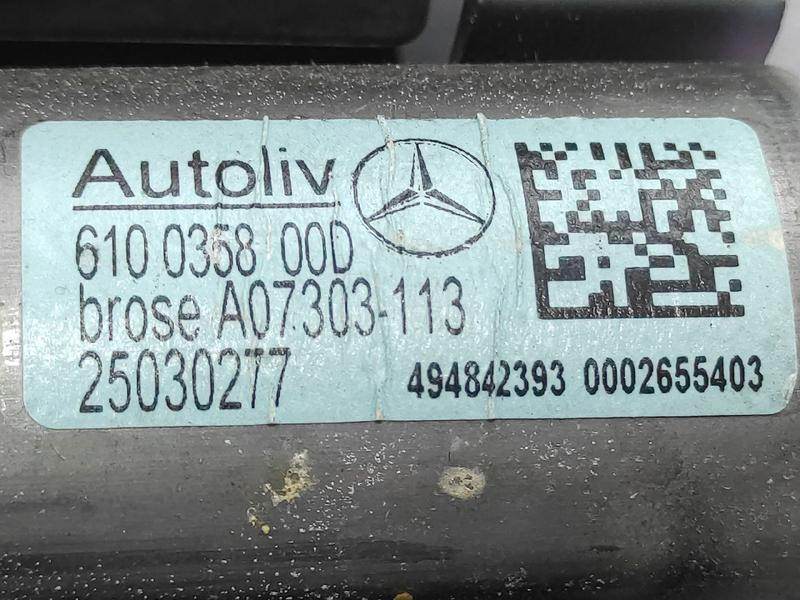 Autoliv
610 0358 00D
brose A07303-113
25030277
494842393 0002655403